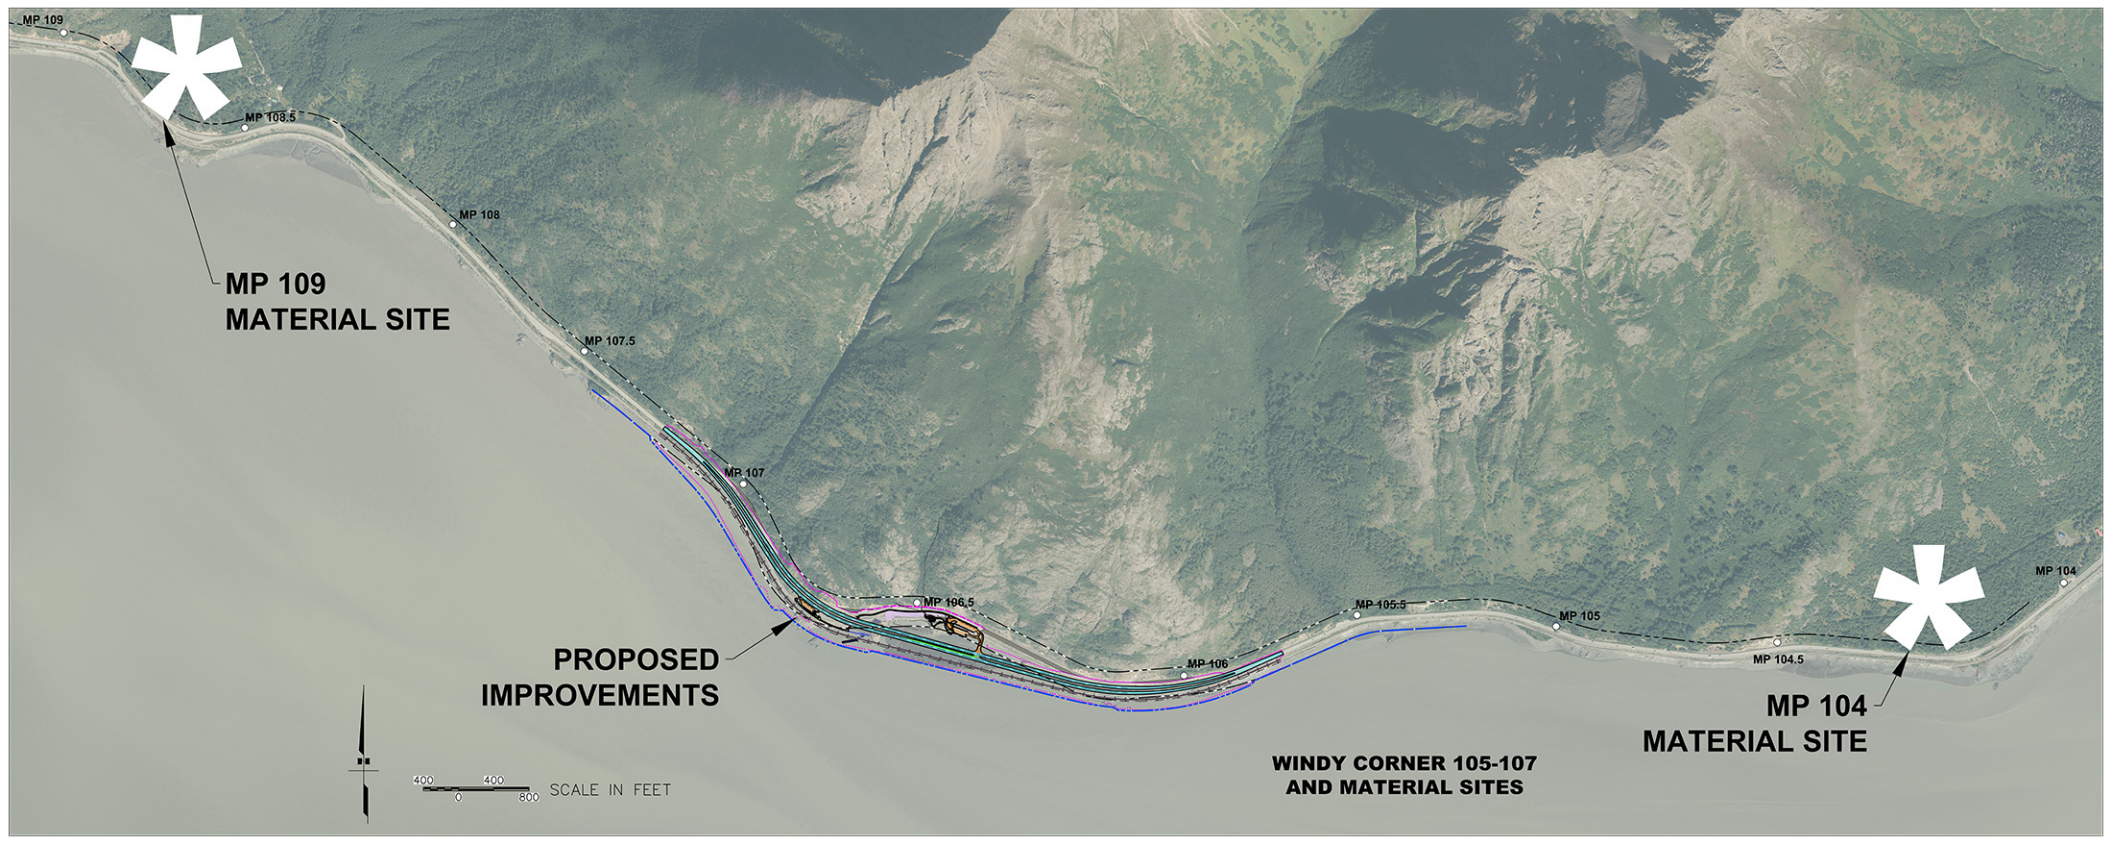 MP 109
MP 108.5
MP 108
MP 109
MATERIAL SITE
MP 107.5
MP 107
MP 106.5
MP 106
MP 105.5
MP 105
MP 104.5
MP 104
PROPOSED
IMPROVEMENTS
MP 104
MATERIAL SITE
WINDY CORNER 105-107
AND MATERIAL SITES
400 400
0 800
SCALE IN FEET